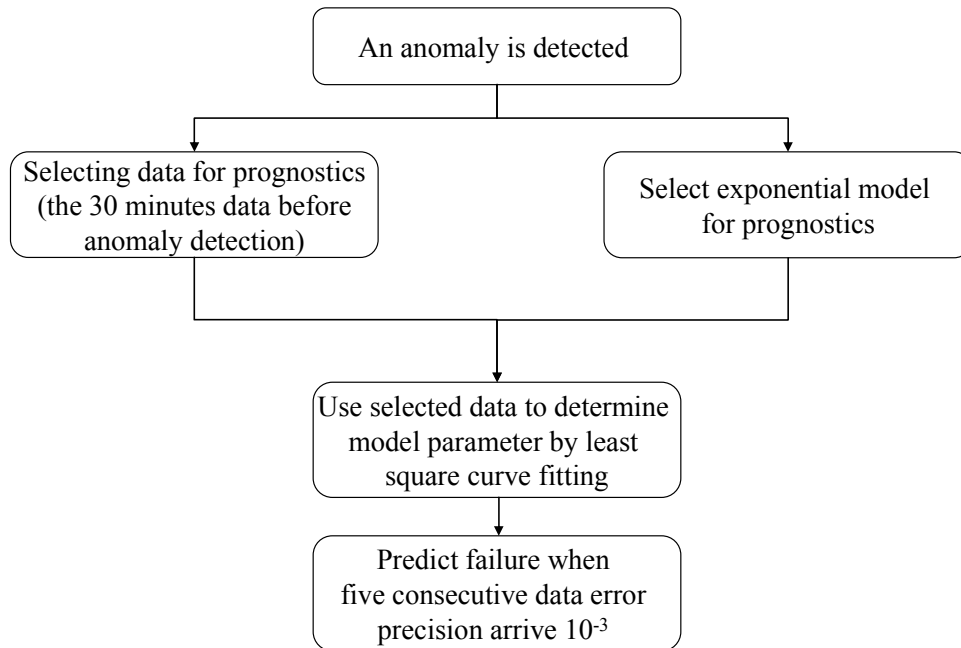 An anomaly is detected
Selecting data for prognostics
(the 30 minutes data before
anomaly detection)
Select exponential model
for prognostics
Use selected data to determine
model parameter by least
square curve fitting
Predict failure when
five consecutive data error
precision arrive 10⁻³